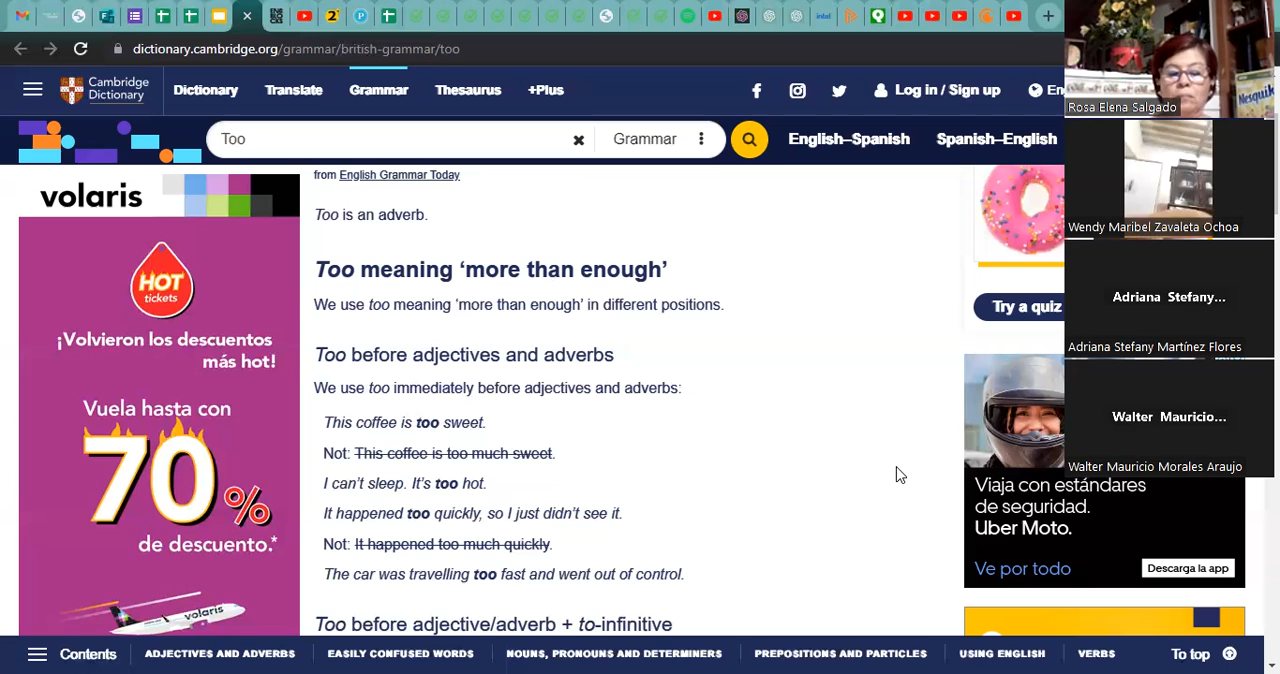 dictionary.cambridge.org/grammar/british-grammar/too
Cambridge
Dictionary
Dictionary
Translate
Grammar
Thesaurus
+Plus
Log in / Sign up
En
Too
Grammar
English–Spanish
Spanish–English
from English Grammar Today
Too is an adverb.
Too meaning ‘more than enough’
We use too meaning ‘more than enough’ in different positions.
Too before adjectives and adverbs
We use too immediately before adjectives and adverbs:
This coffee is too sweet.
Not: This coffee is too much sweet.
I can’t sleep. It’s too hot.
It happened too quickly, so I just didn’t see it.
Not: It happened too much quickly.
The car was travelling too fast and went out of control.
Too before adjective/adverb + to-infinitive
volaris
HOT
tickets
¡Volvieron los descuentos
más hot!
Vuela hasta con
70%
de descuento.*
volaris
Try a quiz
Viaja con estándares
de seguridad.
Uber Moto.
Ve por todo
Descarga la app
Nesquik
Rosa Elena Salgado
Wendy Maribel Zavaleta Ochoa
Adriana Stefany...
Adriana Stefany Martínez Flores
Walter Mauricio...
Walter Mauricio Morales Araujo
Contents
ADJECTIVES AND ADVERBS
EASILY CONFUSED WORDS
NOUNS, PRONOUNS AND DETERMINERS
PREPOSITIONS AND PARTICLES
USING ENGLISH
VERBS
To top